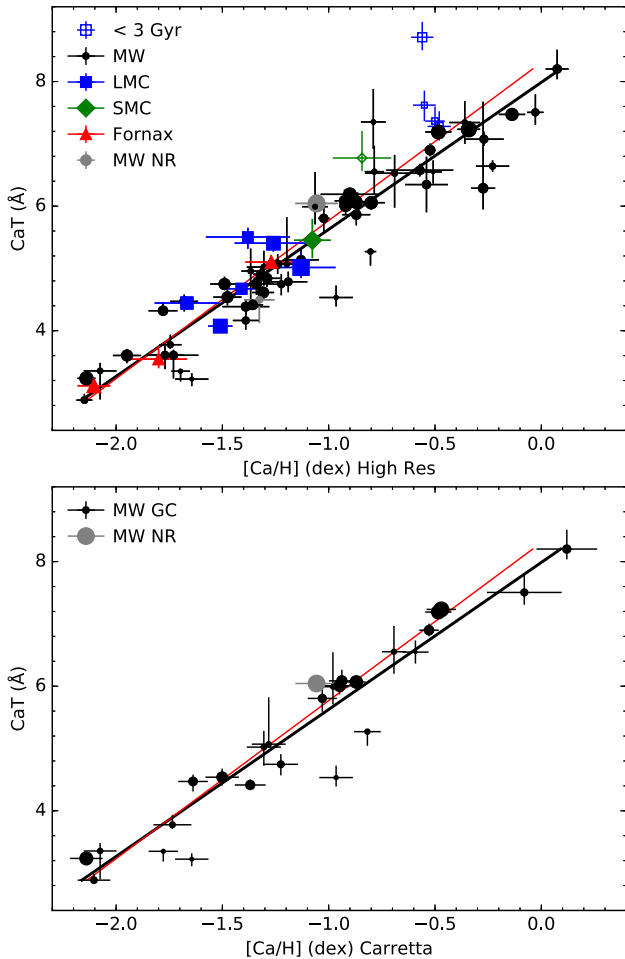 < 3 Gyr
MW
LMC
SMC
Fornax
MW NR
8
6
4
CaT (Å)
−2.0 −1.5 −1.0 −0.5 0.0
[Ca/H] (dex) High Res
MW GC
MW NR
8
6
4
CaT (Å)
−2.0 −1.5 −1.0 −0.5 0.0
[Ca/H] (dex) Carretta